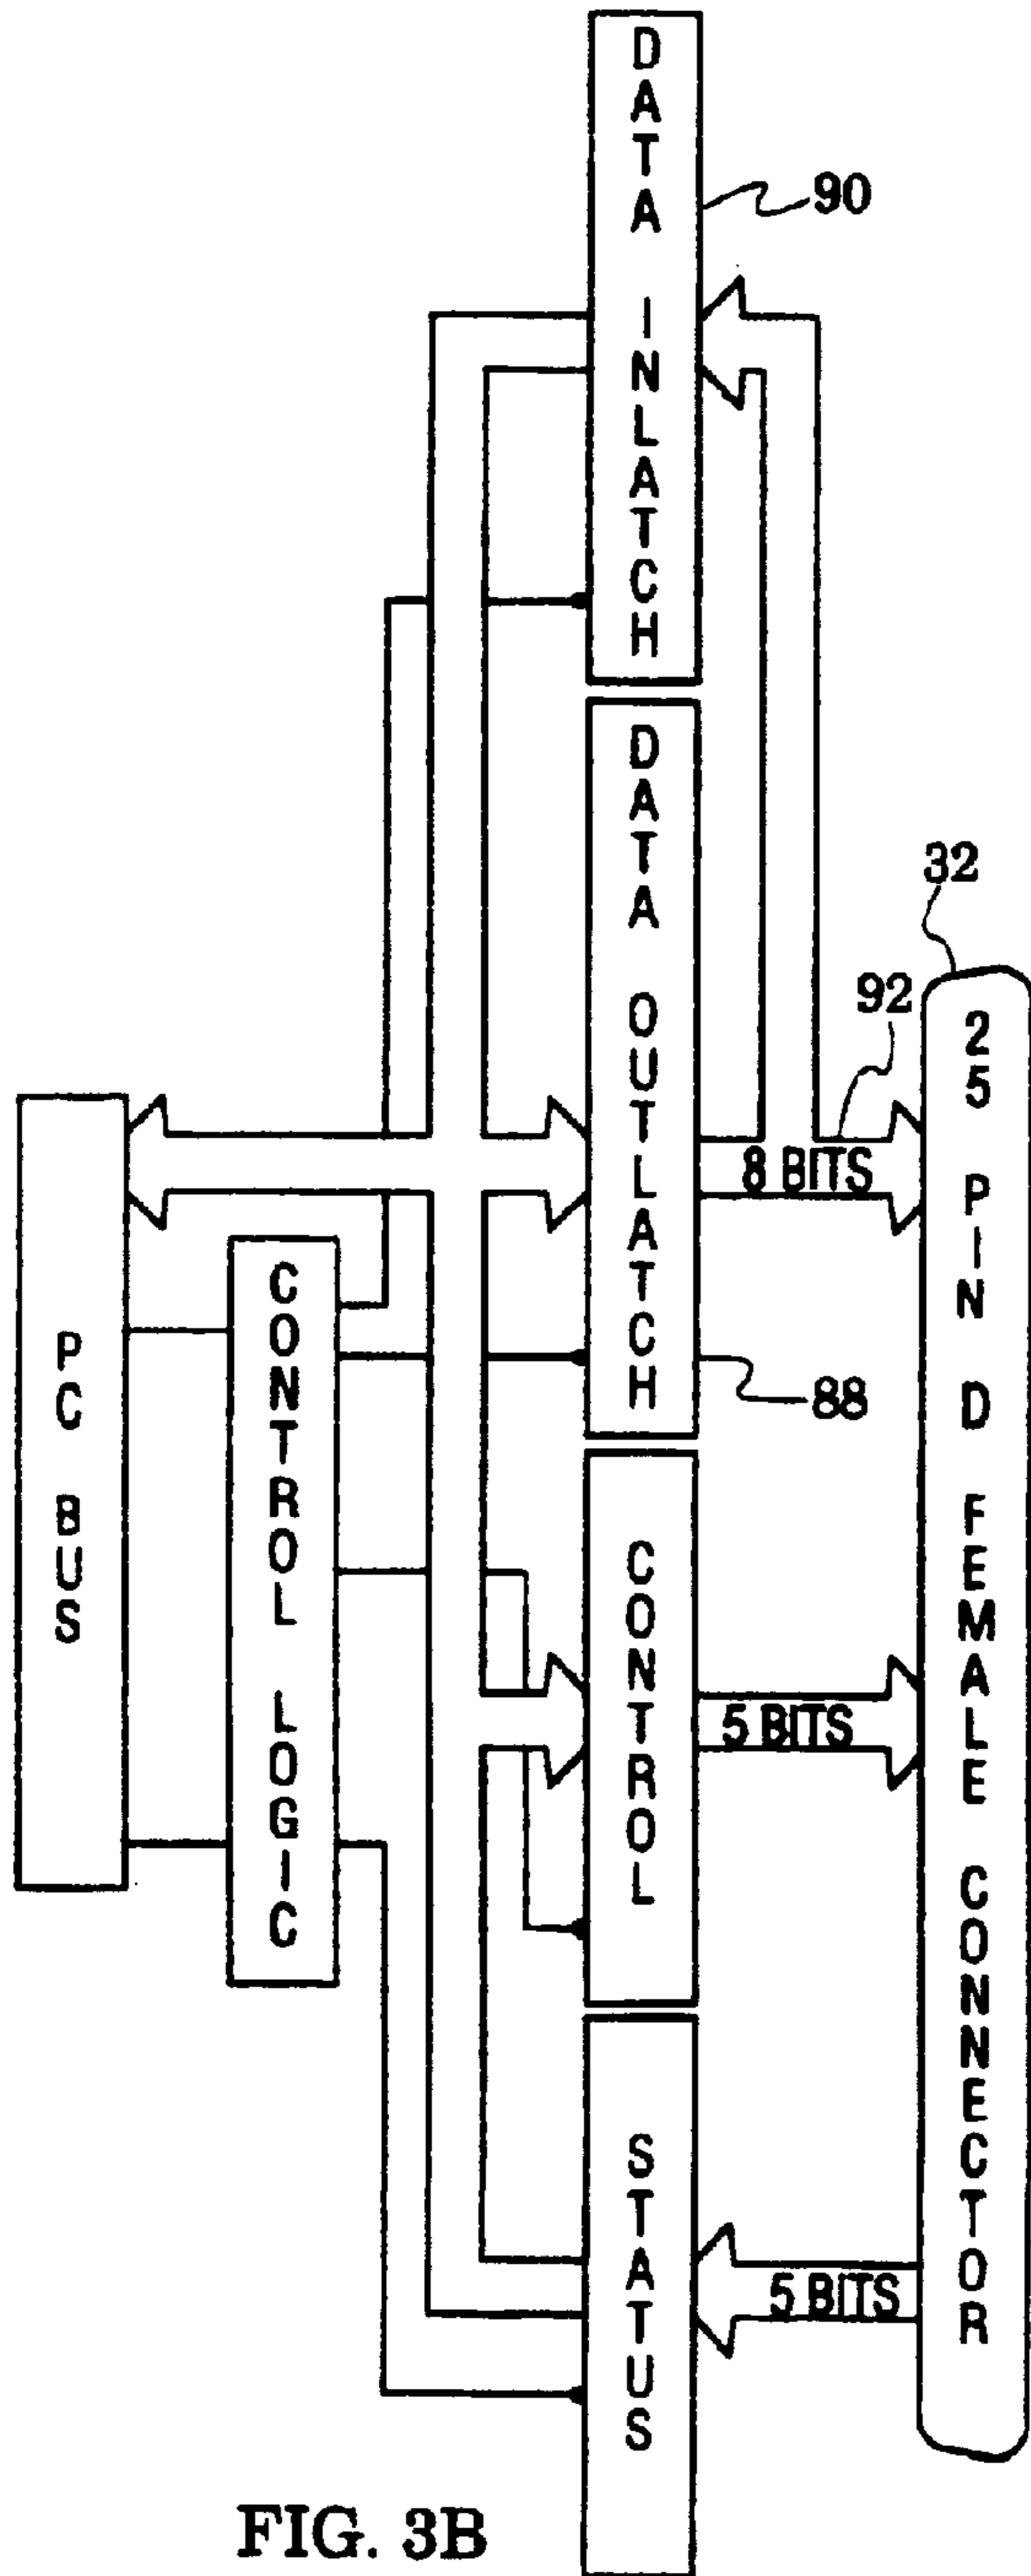 DATA INLATCH
90
DATA OUTLATCH
32
92
25 PIN D FEMALE CONNECTOR
8 BITS
PC BUS
CONTROL LOGIC
88
CONTROL
5 BITS
STATUS
5 BITS
FIG. 3B